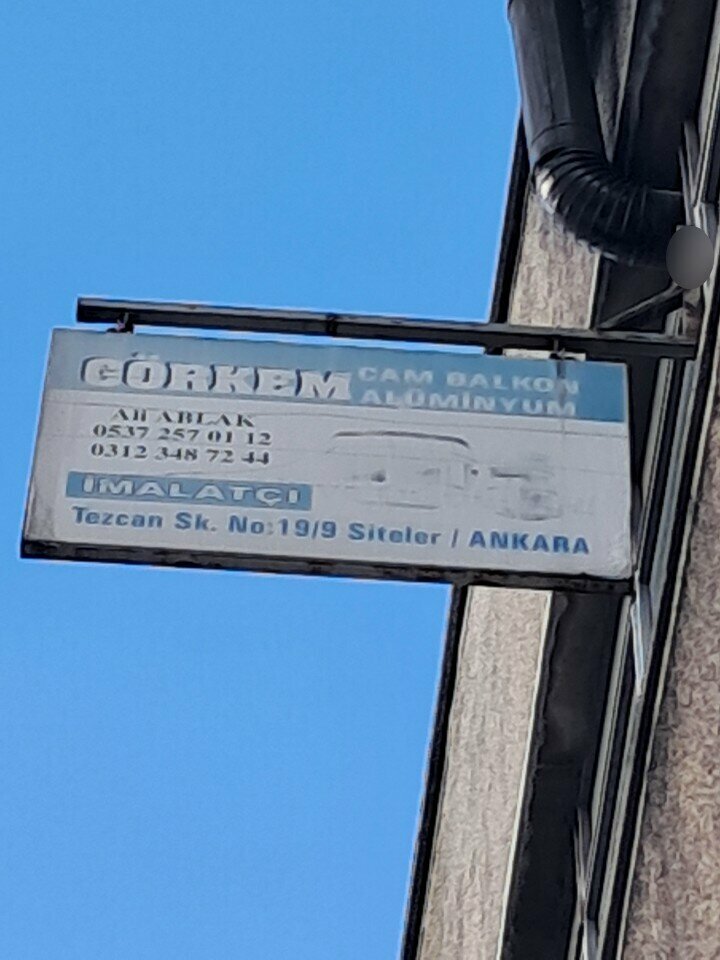 GÖRKEM CAM BALKON
ALÜMİNYUM
Ali ABLAK
0537 257 01 12
0312 348 72 44
İMALATÇI
Tezcan Sk. No:19/9 Siteler / ANKARA